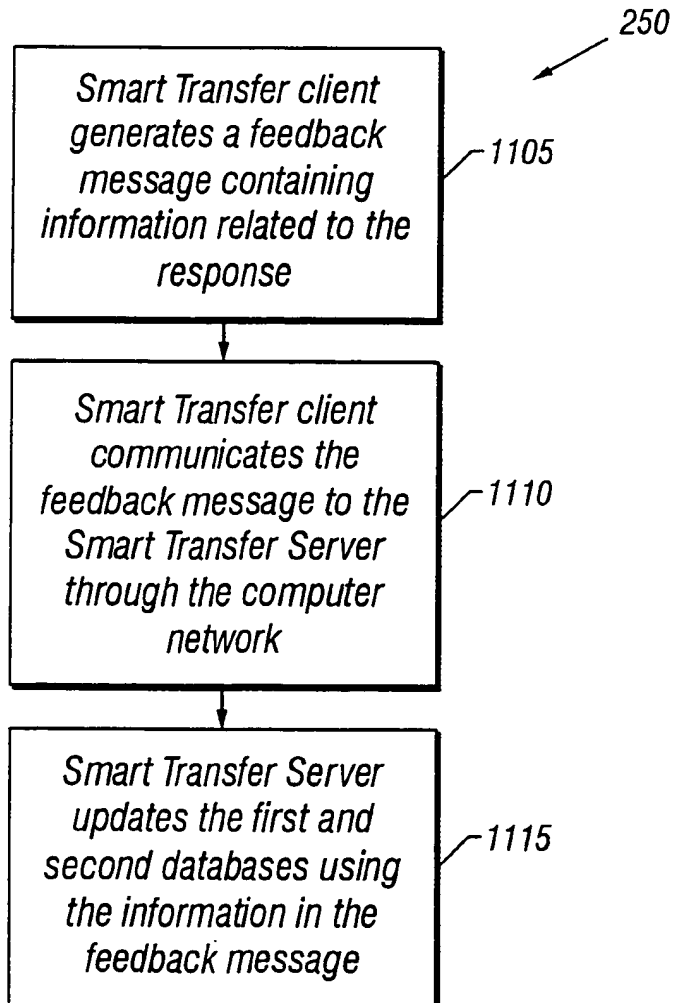 250
Smart Transfer client
generates a feedback
message containing
information related to the
response
1105
Smart Transfer client
communicates the
feedback message to the
Smart Transfer Server
through the computer
network
1110
Smart Transfer Server
updates the first and
second databases using
the information in the
feedback message
1115